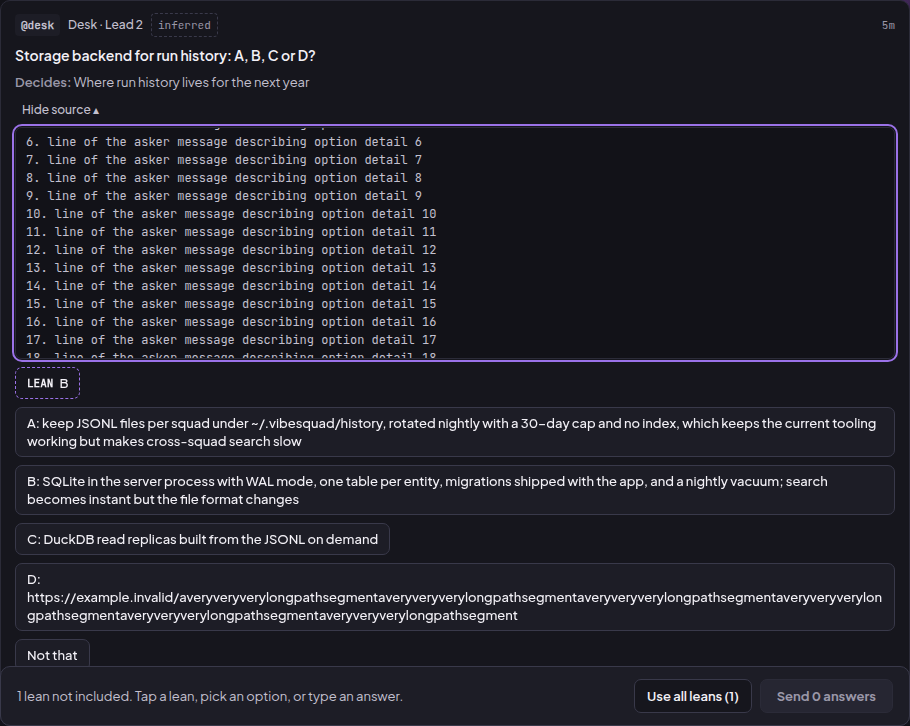 @desk Desk · Lead 2 inferred 5m
Storage backend for run history: A, B, C or D?
Decides: Where run history lives for the next year
Hide source ▴
6. line of the asker message describing option detail 6
7. line of the asker message describing option detail 7
8. line of the asker message describing option detail 8
9. line of the asker message describing option detail 9
10. line of the asker message describing option detail 10
11. line of the asker message describing option detail 11
12. line of the asker message describing option detail 12
13. line of the asker message describing option detail 13
14. line of the asker message describing option detail 14
15. line of the asker message describing option detail 15
16. line of the asker message describing option detail 16
17. line of the asker message describing option detail 17
18. line of the asker message describing option detail 18
LEAN B
A: keep JSONL files per squad under ~/.vibesquad/history, rotated nightly with a 30-day cap and no index, which keeps the current tooling
working but makes cross-squad search slow
B: SQLite in the server process with WAL mode, one table per entity, migrations shipped with the app, and a nightly vacuum; search
becomes instant but the file format changes
C: DuckDB read replicas built from the JSONL on demand
D:
https://example.invalid/averyveryverylongpathsegmentaveryveryverylongpathsegmentaveryveryverylongpathsegmentaveryveryverylon
gpathsegmentaveryveryverylongpathsegmentaveryveryverylongpathsegment
Not that
1 lean not included. Tap a lean, pick an option, or type an answer.
Use all leans (1)
Send 0 answers